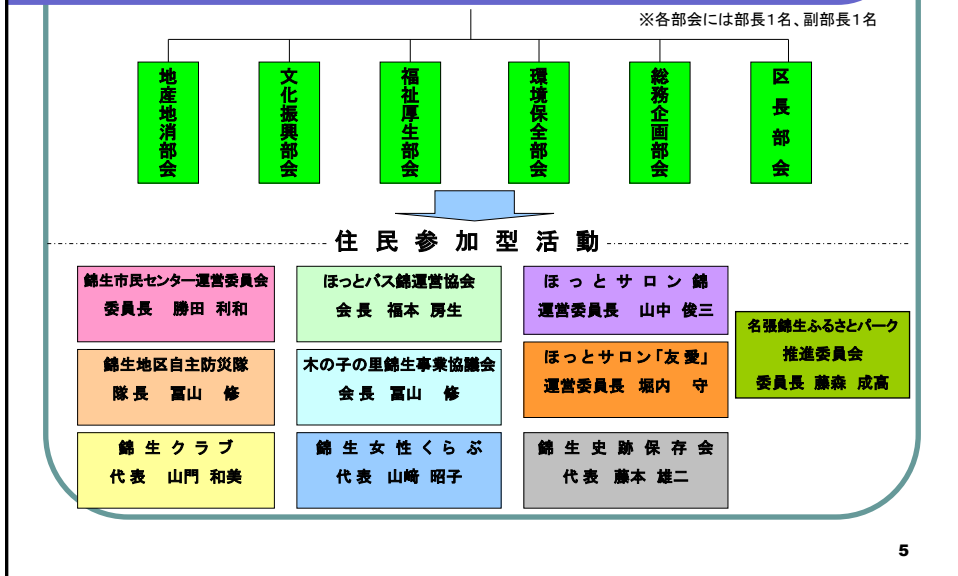 ※各部会には部長1名、副部長1名
地産地消部会
文化振興部会
福祉厚生部会
環境保全部会
総務企画部会
区長部会
住民参加型活動
錦生市民センター運営委員会
委員長 勝田 利和
ほっとバス錦運営協会
会長 福本 房生
ほっとサロン錦
運営委員長 山中 俊三
名張錦生ふるさとパーク
推進委員会
委員長 藤森 成高
錦生地区自主防災隊
隊長 冨山 修
木の子の里錦生事業協議会
会長 冨山 修
ほっとサロン「友愛」
運営委員長 堀内 守
錦生クラブ
代表 山門 和美
錦生女性くらぶ
代表 山﨑 昭子
錦生史跡保存会
代表 藤本 雄二
5